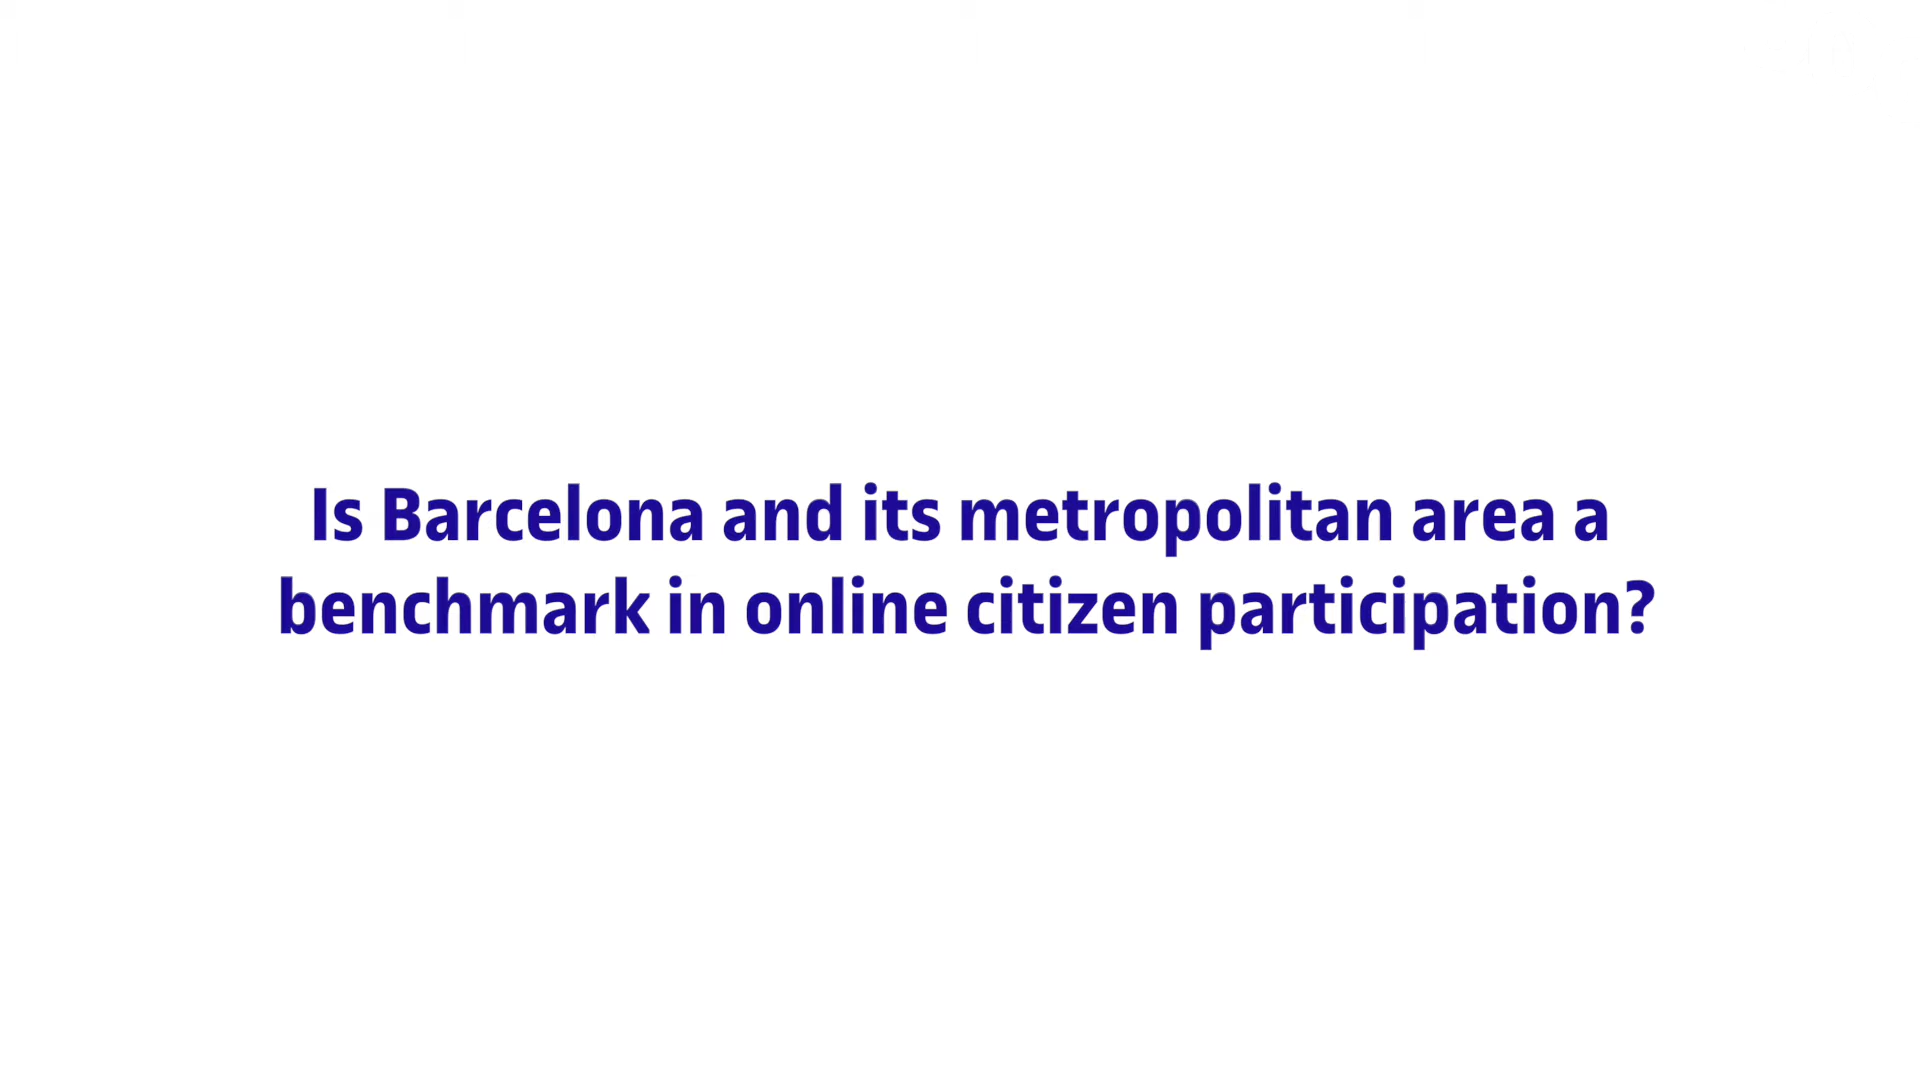 Is Barcelona and its metropolitan area a
benchmark in online citizen participation?